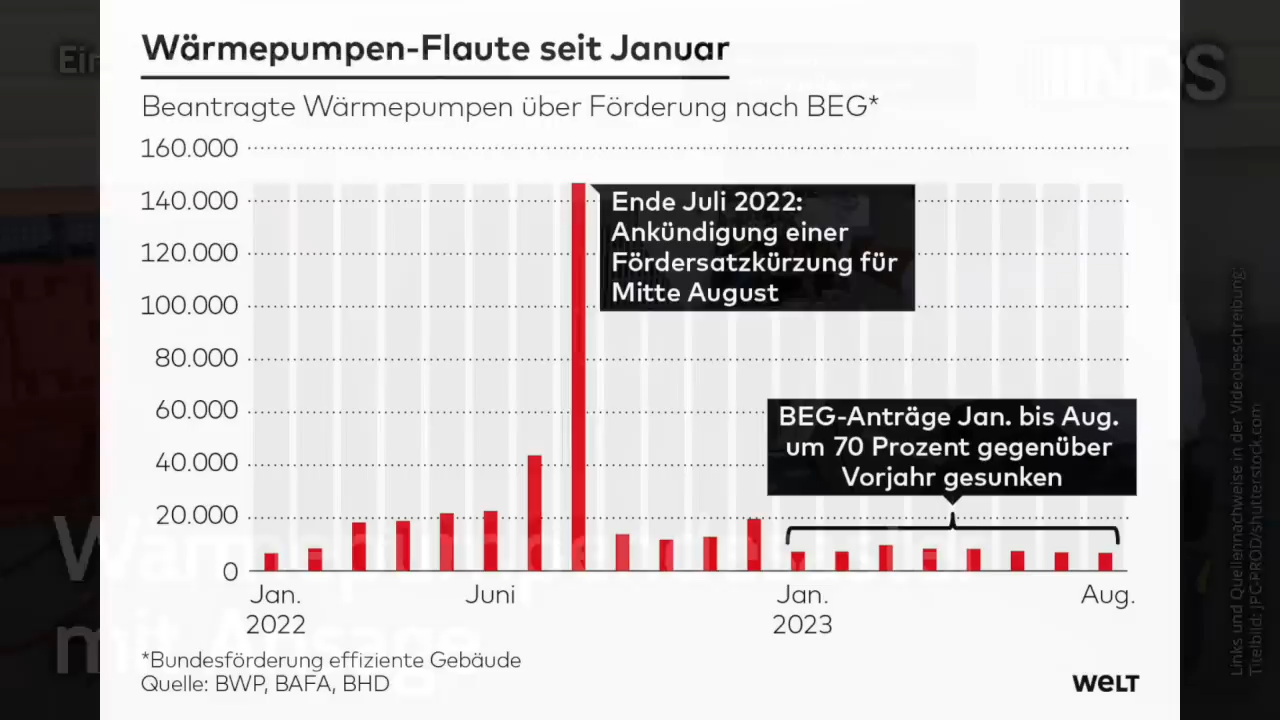 Wärmepumpen-Flaute seit Januar
Beantragte Wärmepumpen über Förderung nach BEG*
160.000
140.000
120.000
100.000
80.000
60.000
40.000
20.000
0
Ende Juli 2022:
Ankündigung einer
Fördersatzkürzung für
Mitte August
BEG-Anträge Jan. bis Aug.
um 70 Prozent gegenüber
Vorjahr gesunken
Jan.
2022
Juni
Jan.
2023
Aug.
*Bundesförderung effiziente Gebäude
Quelle: BWP, BAFA, BHD
WELT
NDS
mit Ansage
Links und Quellennachweise in der Videobeschreibung;
Titelbild: JPC-PROD/shutterstock.com